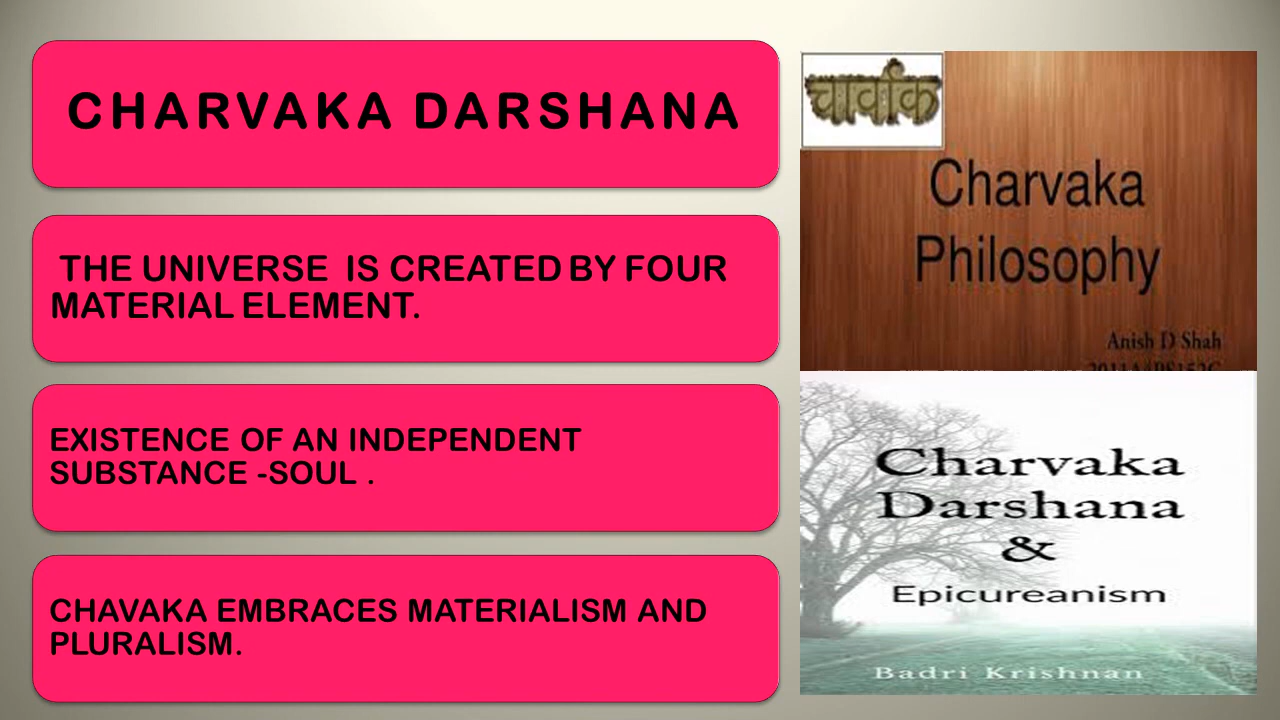 CHARVAKA DARSHANA
THE UNIVERSE IS CREATED BY FOUR
MATERIAL ELEMENT.
EXISTENCE OF AN INDEPENDENT
SUBSTANCE -SOUL .
CHAVAKA EMBRACES MATERIALISM AND
PLURALISM.
चार्वाक
Charvaka
Philosophy
Anish D Shah
Charvaka
Darshana
&
Epicureanism
Badri Krishnan